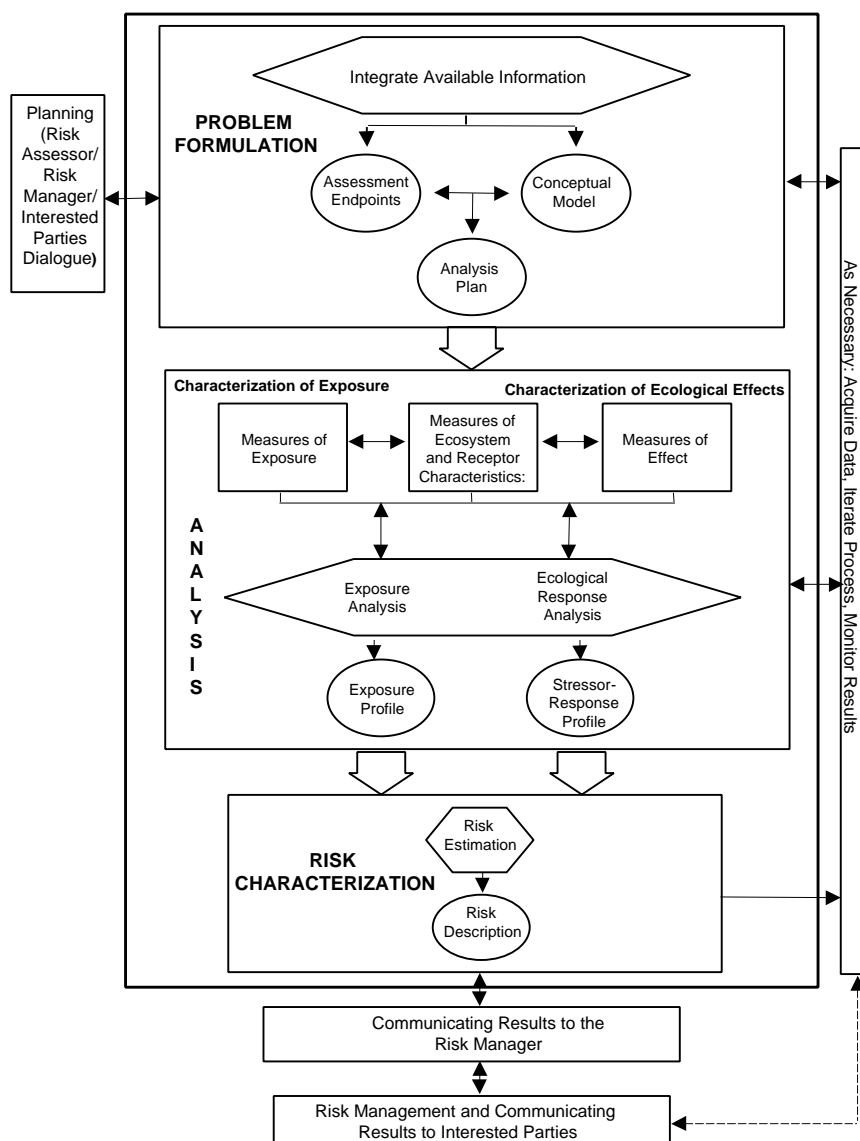 Integrate Available Information
PROBLEM
FORMULATION
Assessment
Endpoints
Conceptual
Model
Analysis
Plan
Planning
(Risk
Assessor/
Risk
Manager/
Interested
Parties
Dialogue)
As Necessary: Acquire Data, Iterate Process, Monitor Results
Characterization of Exposure
Characterization of Ecological Effects
Measures of
Exposure
Measures of
Ecosystem
and Receptor
Characteristics:
Measures of
Effect
ANALYSIS
Exposure
Analysis
Ecological
Response
Analysis
Exposure
Profile
Stressor-
Response
Profile
RISK
CHARACTERIZATION
Risk
Estimation
Risk
Description
Communicating Results to the
Risk Manager
Risk Management and Communicating
Results to Interested Parties